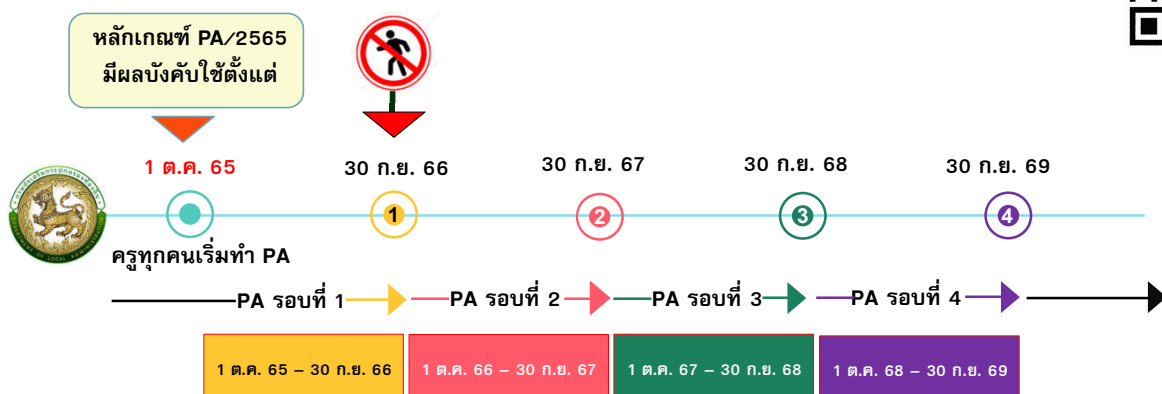 หลักเกณฑ์ PA/2565
มีผลบังคับใช้ตั้งแต่
1 ต.ค. 65
30 ก.ย. 66
30 ก.ย. 67
30 ก.ย. 68
30 ก.ย. 69
1
2
3
4
ครูทุกคนเริ่มทำ PA
PA รอบที่ 1
PA รอบที่ 2
PA รอบที่ 3
PA รอบที่ 4
1 ต.ค. 65 – 30 ก.ย. 66
1 ต.ค. 66 – 30 ก.ย. 67
1 ต.ค. 67 – 30 ก.ย. 68
1 ต.ค. 68 – 30 ก.ย. 69